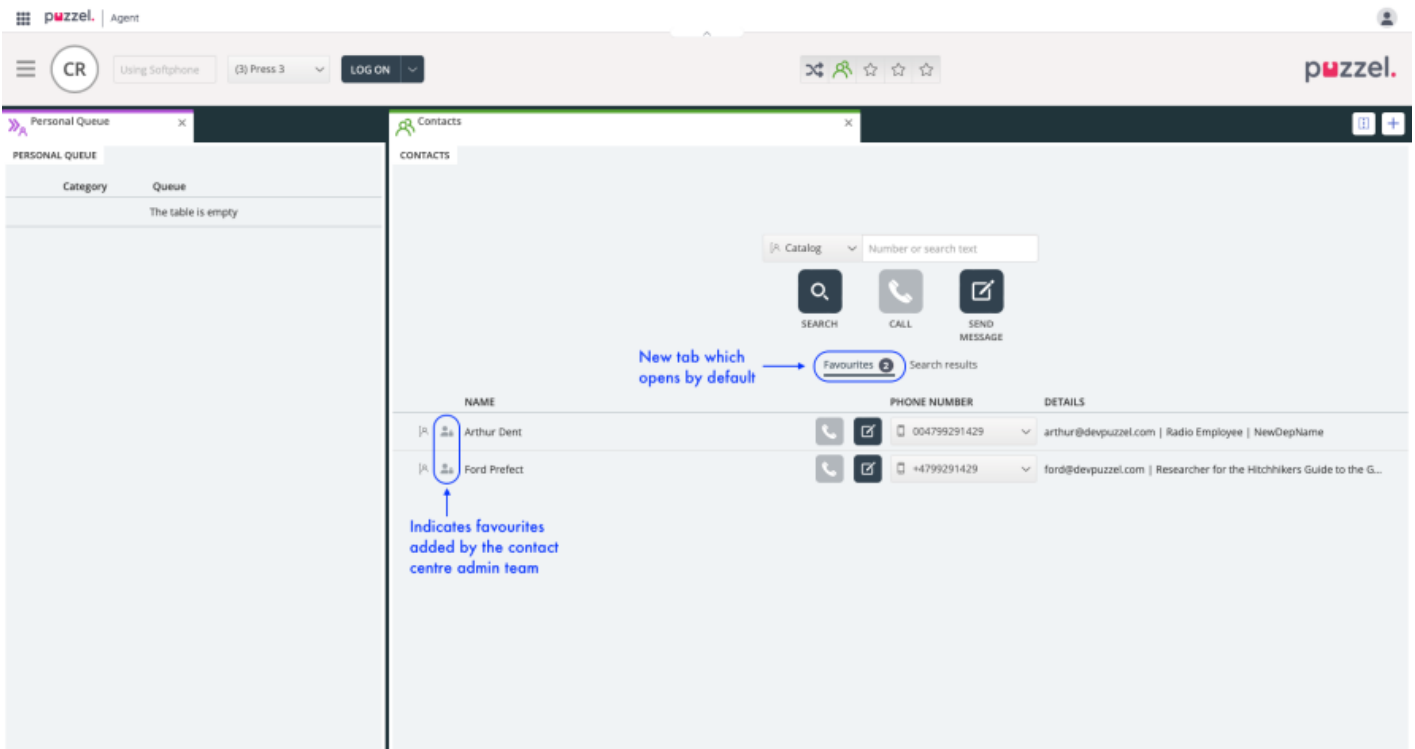 puzzel. | Agent
CR
Using Softphone
(3) Press 3
LOG ON
puzzel.
Personal Queue
Contacts
PERSONAL QUEUE
CONTACTS
Category Queue
The table is empty
Catalog
Number or search text
SEARCH
CALL
SEND
MESSAGE
New tab which
opens by default
Favourites 2
Search results
NAME PHONE NUMBER DETAILS
Arthur Dent 004799291429 arthur@devpuzzel.com | Radio Employee | NewDepName
Ford Prefect +4799291429 ford@devpuzzel.com | Researcher for the Hitchhikers Guide to the G...
Indicates favourites
added by the contact
centre admin team